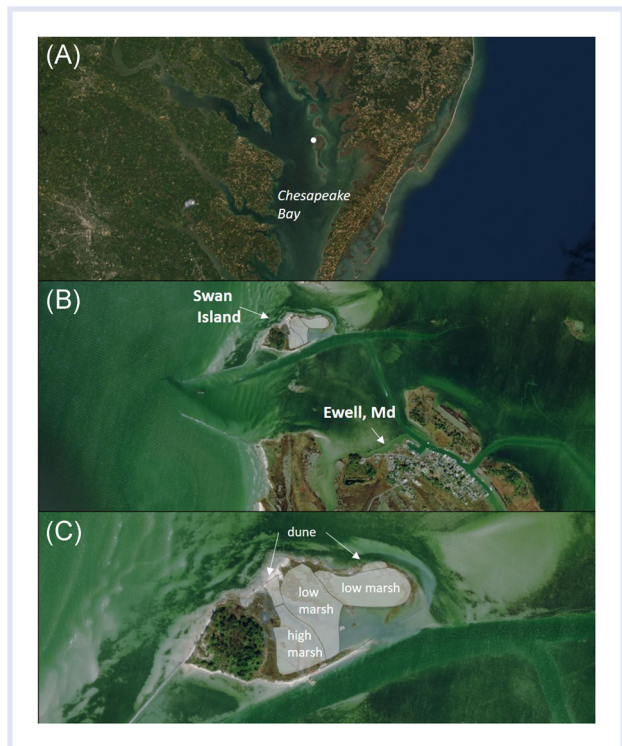 (A)
Chesapeake
Bay
(B)
Swan
Island
Ewell, Md
(C)
dune
low marsh
low
marsh
high
marsh